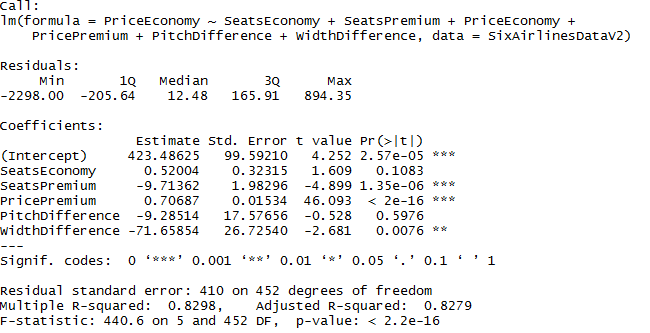 Call:
lm(formula = PriceEconomy ~ SeatsEconomy + SeatsPremium + PriceEconomy +
    PricePremium + PitchDifference + WidthDifference, data = SixAirlinesDataV2)
Residuals:
     Min       1Q   Median       3Q      Max
-2298.00  -205.64    12.48   165.91   894.35
Coefficients:
                 Estimate Std. Error t value Pr(>|t|)
(Intercept)     423.48625   99.59210   4.252 2.57e-05 ***
SeatsEconomy      0.52004    0.32315   1.609   0.1083
SeatsPremium     -9.71362    1.98296  -4.899 1.35e-06 ***
PricePremium      0.70687    0.01534  46.093  < 2e-16 ***
PitchDifference  -9.28514   17.57656  -0.528   0.5976
WidthDifference -71.65854   26.72540  -2.681   0.0076 **
---
Signif. codes:  0 ‘***’ 0.001 ‘**’ 0.01 ‘*’ 0.05 ‘.’ 0.1 ‘ ’ 1
Residual standard error: 410 on 452 degrees of freedom
Multiple R-squared:  0.8298,    Adjusted R-squared:  0.8279
F-statistic: 440.6 on 5 and 452 DF,  p-value: < 2.2e-16